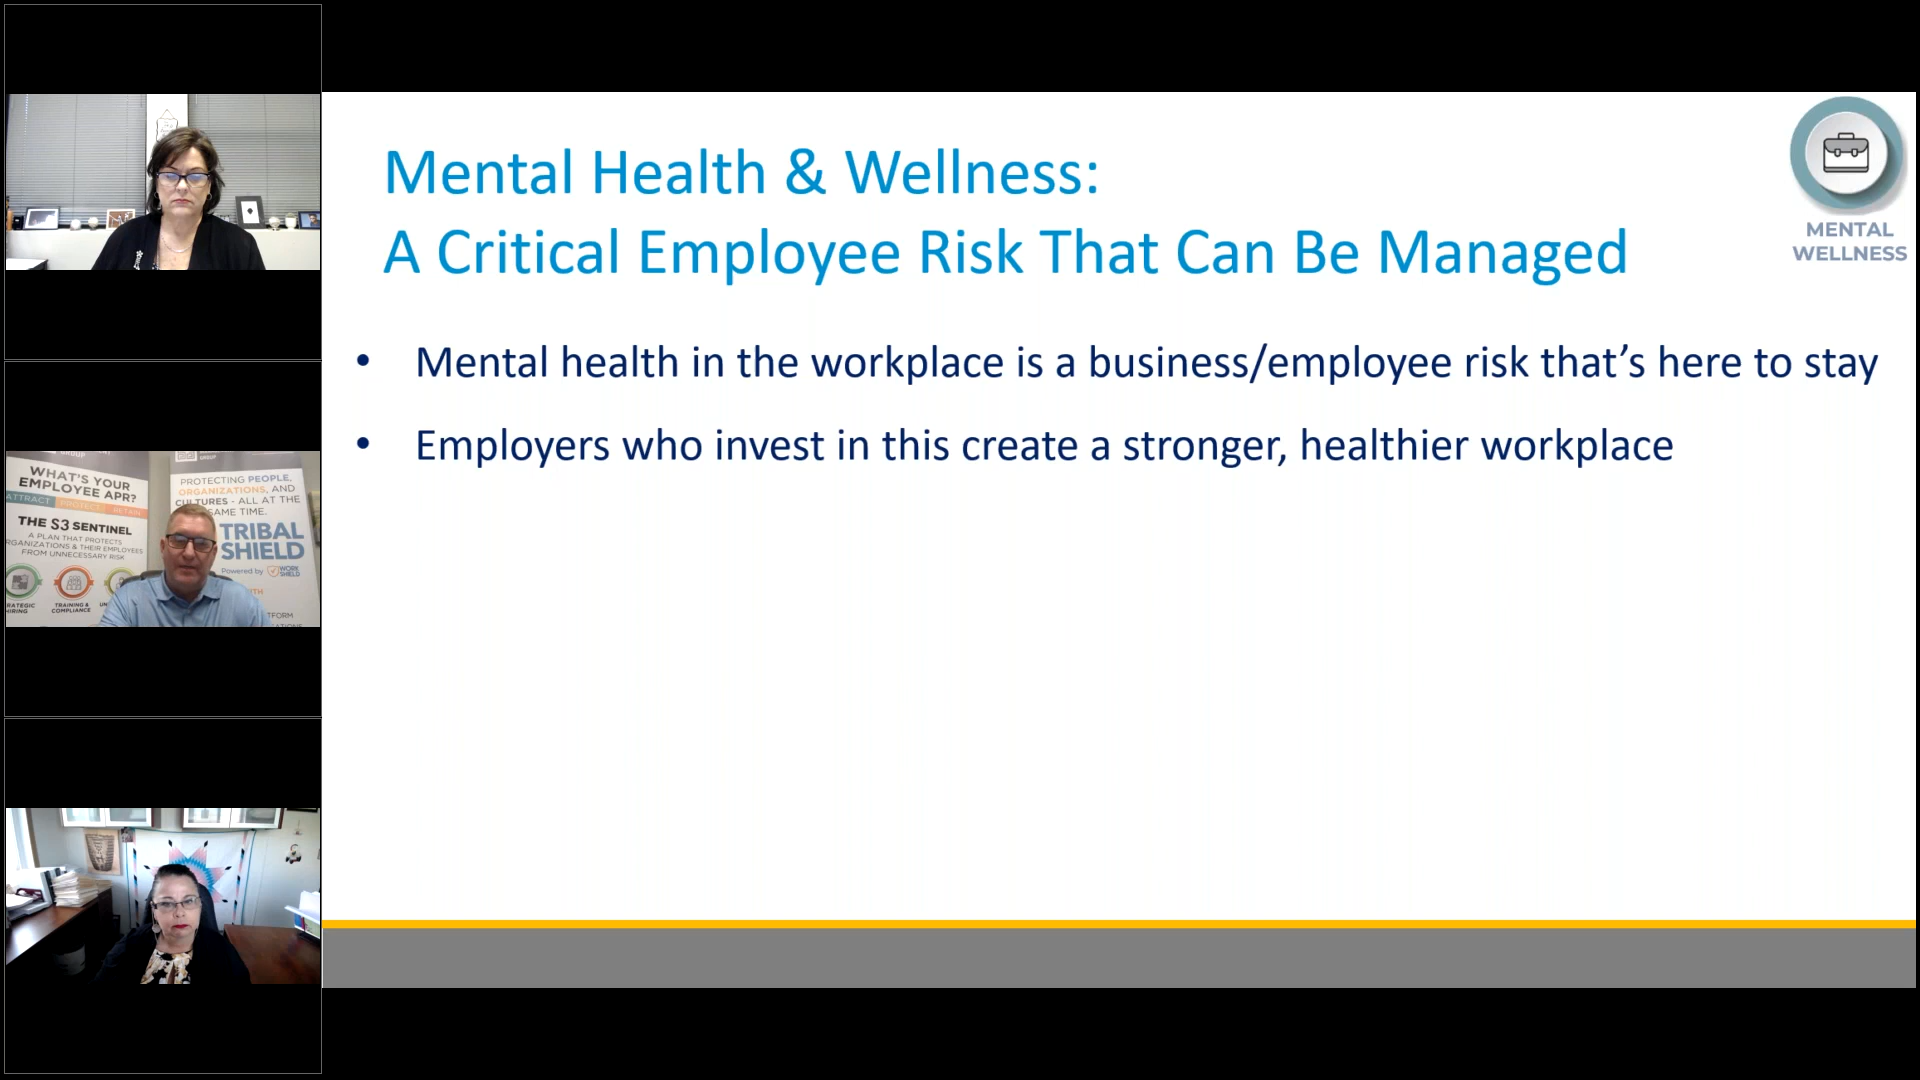 Mental Health & Wellness:
A Critical Employee Risk That Can Be Managed
MENTAL
WELLNESS
• Mental health in the workplace is a business/employee risk that’s here to stay
• Employers who invest in this create a stronger, healthier workplace
GROUP
WHAT'S YOUR
EMPLOYEE APR?
ATTRACT PROTECT RETAIN
THE S3 SENTINEL
A PLAN THAT PROTECTS
ORGANIZATIONS & THEIR EMPLOYEES
FROM UNNECESSARY RISK
HIRING
TRAINING &
COMPLIANCE
GROUP
PROTECTING PEOPLE,
ORGANIZATIONS, AND
CULTURES - ALL AT THE
SAME TIME.
TRIBAL
SHIELD
Powered by WORK
SHIELD